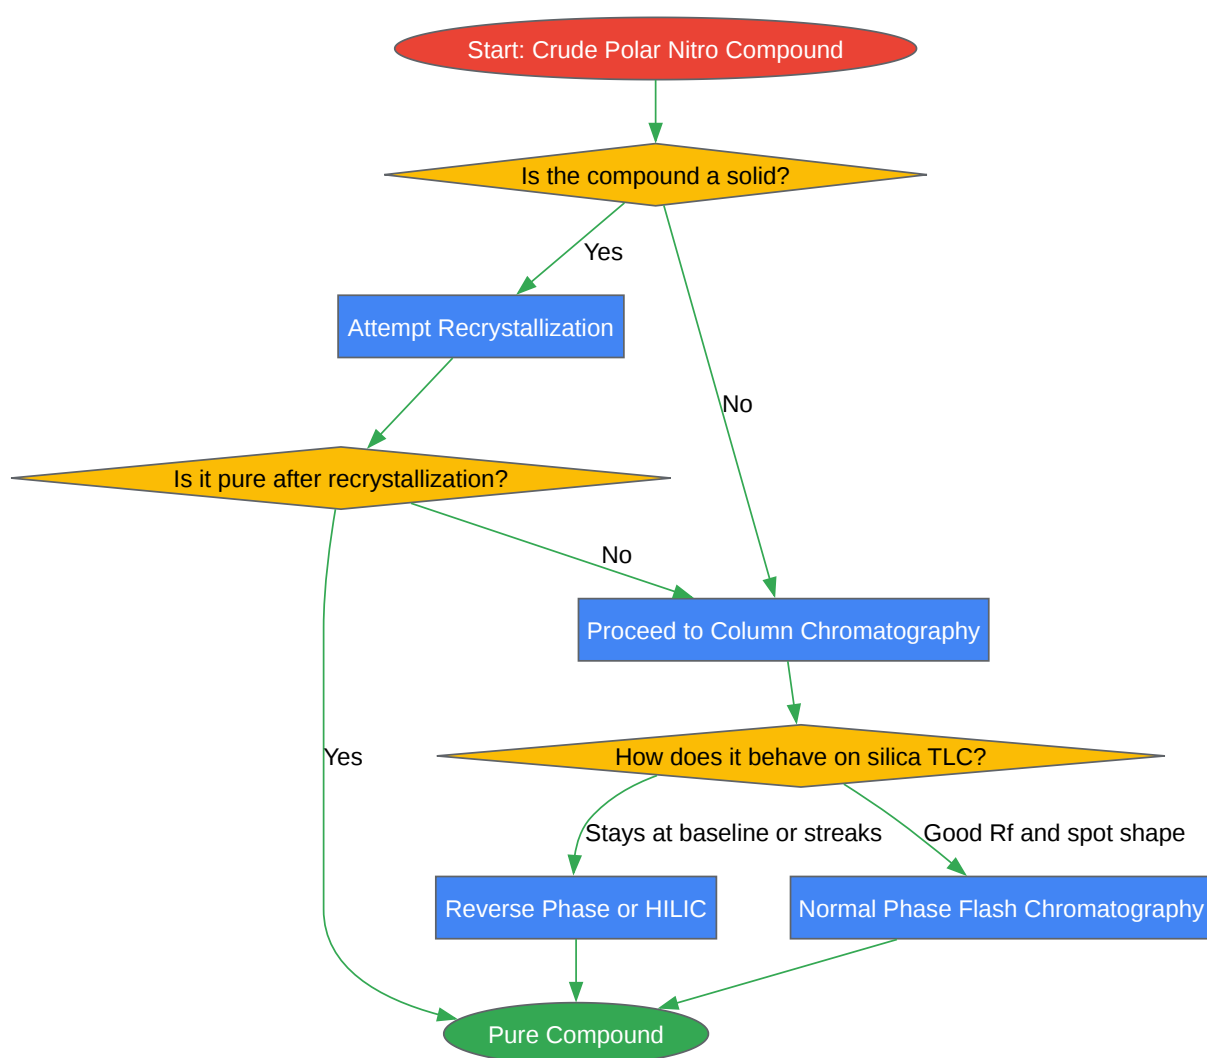 Start: Crude Polar Nitro Compound
Is the compound a solid?
Yes
Attempt Recrystallization
No
Is it pure after recrystallization?
No
Proceed to Column Chromatography
Yes
How does it behave on silica TLC?
Stays at baseline or streaks
Good Rf and spot shape
Reverse Phase or HILIC
Normal Phase Flash Chromatography
Pure Compound